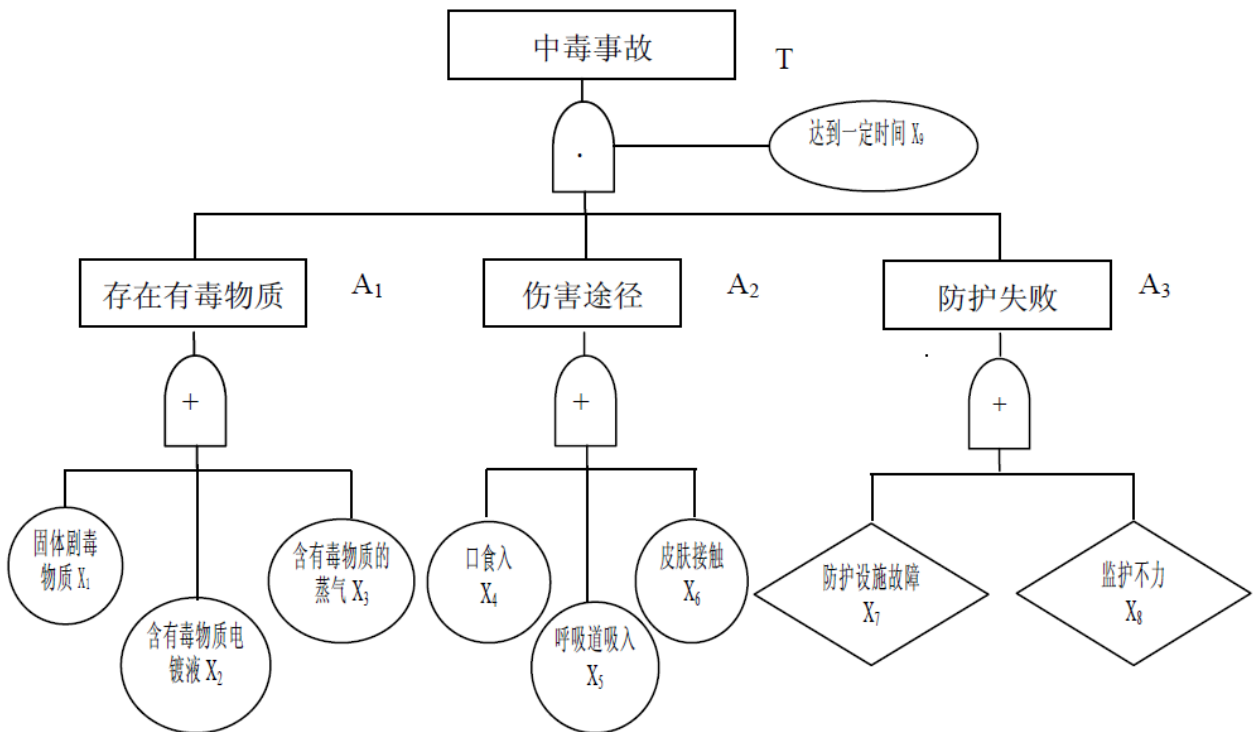 中毒事故
T
达到一定时间 X₉
·
存在有毒物质
A₁
伤害途径
A₂
防护失败
A₃
+
+
+
固体剧毒
物质 X₁
含有毒物质电
镀液 X₂
含有毒物质的
蒸气 X₃
口食入
X₄
呼吸道吸入
X₅
皮肤接触
X₆
防护设施故障
X₇
监护不力
X₈